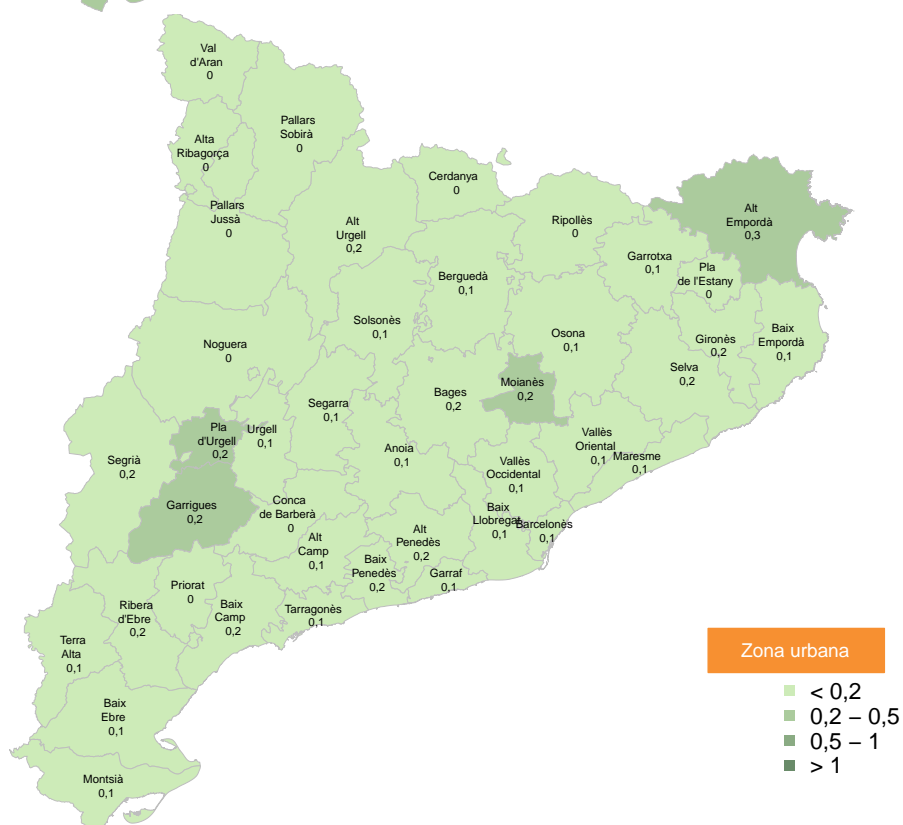 Val
d'Aran
0
Pallars
Sobirà
0
Alta
Ribagorça
0
Cerdanya
0
Pallars
Jussà
0
Alt
Urgell
0,2
Ripollès
0
Alt
Empordà
0,3
Garrotxa
0,1
Pla
de l'Estany
0
Berguedà
0,1
Solsonès
0,1
Noguera
0
Osona
0,1
Gironès
0,2
Baix
Empordà
0,1
Selva
0,2
Moianès
0,2
Bages
0,2
Segarra
0,1
Pla
d'Urgell
0,2
Urgell
0,1
Segrià
0,2
Anoia
0,1
Vallès
Oriental
0,1
Maresme
0,1
Vallès
Occidental
0,1
Garrigues
0,2
Conca
de Barberà
0
Baix
Llobregat
0,1
Barcelonès
0,1
Alt
Camp
0,1
Alt
Penedès
0,2
Baix
Penedès
0,2
Garraf
0,1
Priorat
0
Ribera
d'Ebre
0,2
Baix
Camp
0,2
Tarragonès
0,1
Terra
Alta
0,1
Baix
Ebre
0,1
Montsià
0,1
Zona urbana
< 0,2
0,2 – 0,5
0,5 – 1
> 1